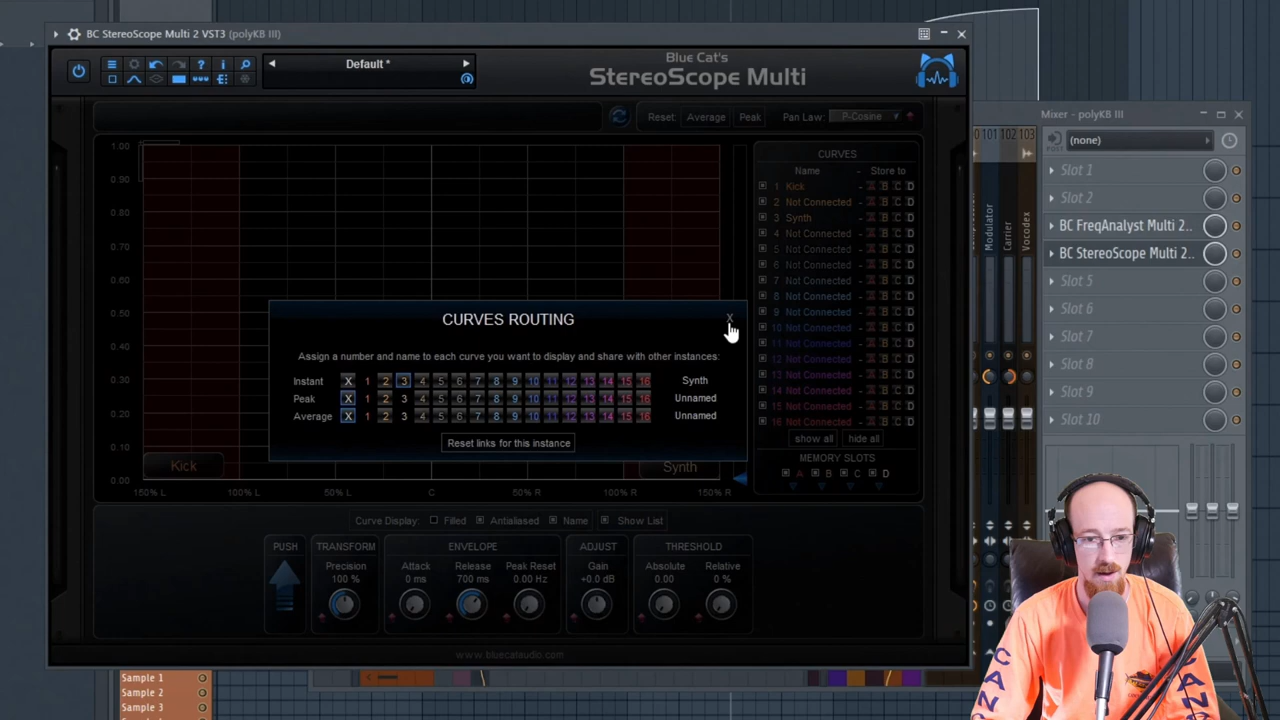 BC StereoScope Multi 2 VST3 (polyKB III)
Default *
Blue Cat's
StereoScope Multi
Reset: Average Peak Pan Law: P-Cosine
1.00
0.90
0.80
0.70
0.60
0.50
0.40
0.30
0.20
0.10
0.00
150% L 100% L 50% L C 50% R 100% R 150% R
Kick
Synth
CURVES
Name - Store to
1 Kick - A B C D
2 Not Connected - A B C D
3 Synth - A B C D
4 Not Connected - A B C D
5 Not Connected - A B C D
6 Not Connected - A B C D
7 Not Connected - A B C D
8 Not Connected - A B C D
9 Not Connected - A B C D
10 Not Connected - A B C D
11 Not Connected - A B C D
12 Not Connected - A B C D
13 Not Connected - A B C D
14 Not Connected - A B C D
15 Not Connected - A B C D
16 Not Connected - A B C D
show all hide all
MEMORY SLOTS
A B C D
CURVES ROUTING
X
Assign a number and name to each curve you want to display and share with other instances:
Instant X 1 2 3 4 5 6 7 8 9 10 11 12 13 14 15 16 Synth
Peak X 1 2 3 4 5 6 7 8 9 10 11 12 13 14 15 16 Unnamed
Average X 1 2 3 4 5 6 7 8 9 10 11 12 13 14 15 16 Unnamed
Reset links for this instance
Curve Display: Filled Antialiased Name Show List
PUSH
TRANSFORM
Precision
100 %
ENVELOPE
Attack Release Peak Reset
0 ms 700 ms 0.00 Hz
ADJUST
Gain
+0.0 dB
THRESHOLD
Absolute Relative
0.00 0 %
www.bluecataudio.com
Sample 1
Sample 2
Sample 3
101 102 103
Modulator
Carrier
Vocodex
Mixer - polyKB III
POST
(none)
Slot 1
Slot 2
BC FreqAnalyst Multi 2..
BC StereoScope Multi 2..
Slot 5
Slot 6
Slot 7
Slot 8
Slot 9
Slot 10